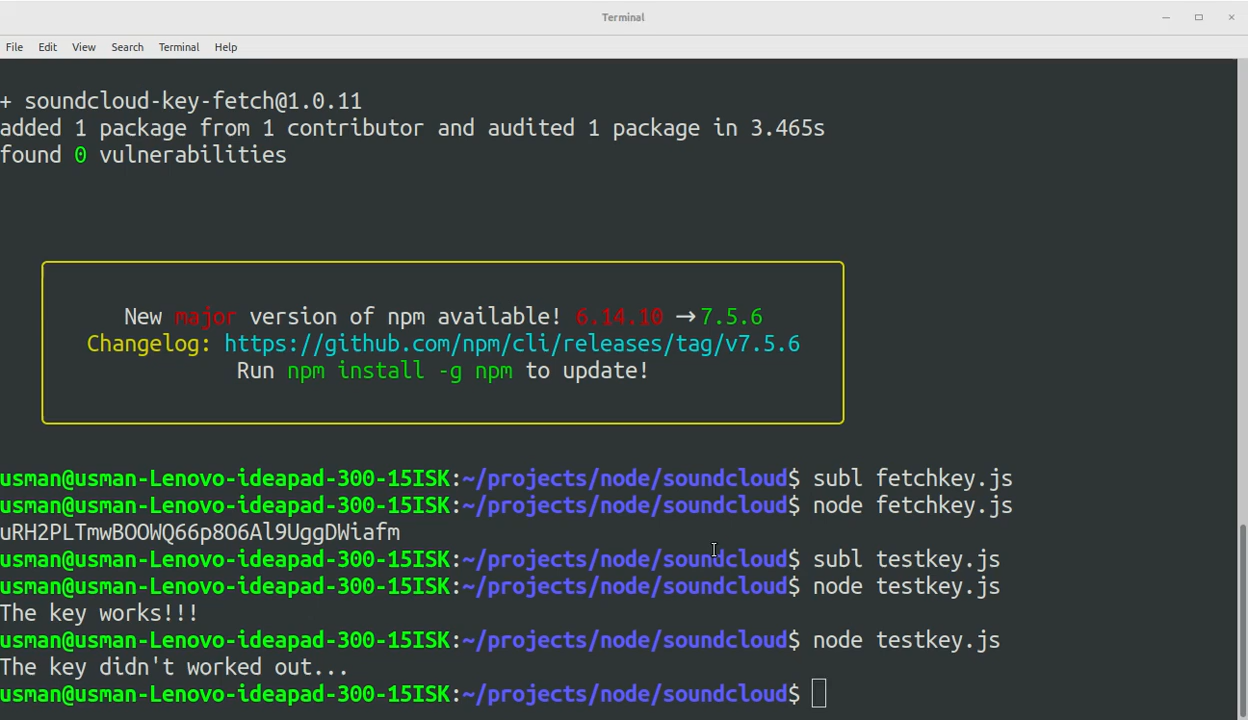 Terminal
File Edit View Search Terminal Help
+ soundcloud-key-fetch@1.0.11
added 1 package from 1 contributor and audited 1 package in 3.465s
found 0 vulnerabilities
New major version of npm available! 6.14.10 → 7.5.6
Changelog: https://github.com/npm/cli/releases/tag/v7.5.6
Run npm install -g npm to update!
usman@usman-Lenovo-ideapad-300-15ISK:~/projects/node/soundcloud$ subl fetchkey.js
usman@usman-Lenovo-ideapad-300-15ISK:~/projects/node/soundcloud$ node fetchkey.js
uRH2PLTmwBOOWQ66p8O6Al9UggDWiafm
usman@usman-Lenovo-ideapad-300-15ISK:~/projects/node/soundcloud$ subl testkey.js
usman@usman-Lenovo-ideapad-300-15ISK:~/projects/node/soundcloud$ node testkey.js
The key works!!!
usman@usman-Lenovo-ideapad-300-15ISK:~/projects/node/soundcloud$ node testkey.js
The key didn't worked out...
usman@usman-Lenovo-ideapad-300-15ISK:~/projects/node/soundcloud$